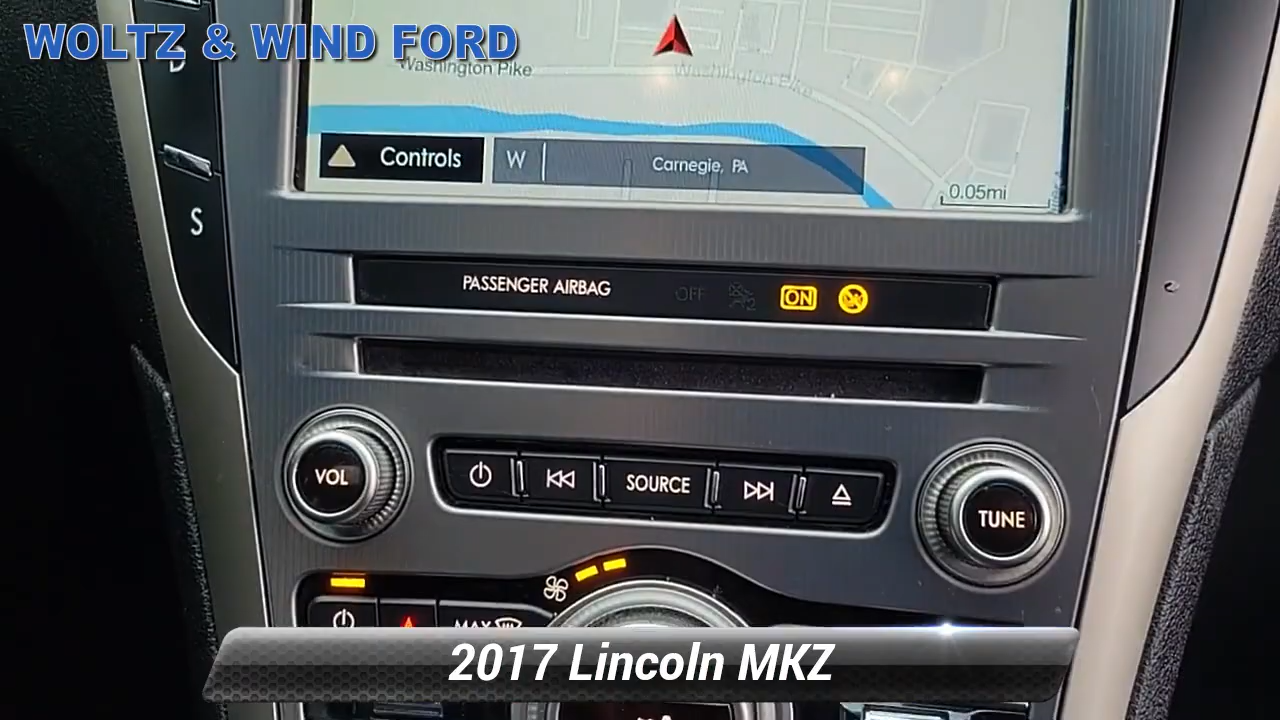 WOLTZ & WIND FORD
D
Washington Pike
Washington Pike
Controls
W
Carnegie, PA
0.05mi
S
PASSENGER AIRBAG
OFF
ON
VOL
SOURCE
TUNE
MAX
2017 Lincoln MKZ